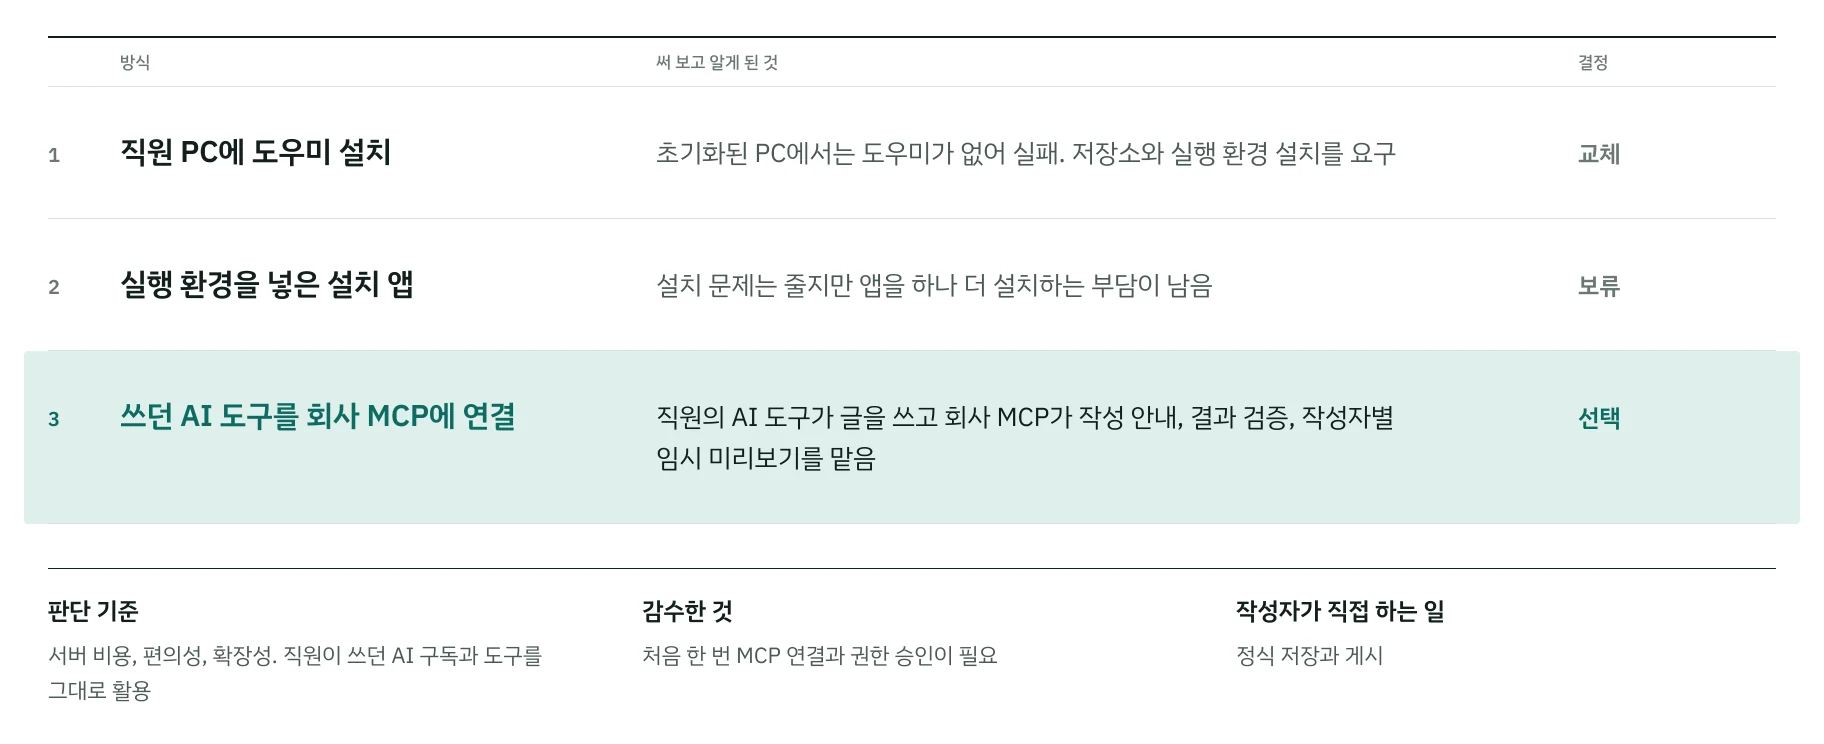 방식 써 보고 알게 된 것 결정
1 직원 PC에 도우미 설치 초기화된 PC에서는 도우미가 없어 실패. 저장소와 실행 환경 설치를 요구 교체
2 실행 환경을 넣은 설치 앱 설치 문제는 줄지만 앱을 하나 더 설치하는 부담이 남음 보류
3 쓰던 AI 도구를 회사 MCP에 연결 직원의 AI 도구가 글을 쓰고 회사 MCP가 작성 안내, 결과 검증, 작성자별 선택
임시 미리보기를 맡음
판단 기준
서버 비용, 편의성, 확장성. 직원이 쓰던 AI 구독과 도구를
그대로 활용
감수한 것
처음 한 번 MCP 연결과 권한 승인이 필요
작성자가 직접 하는 일
정식 저장과 게시